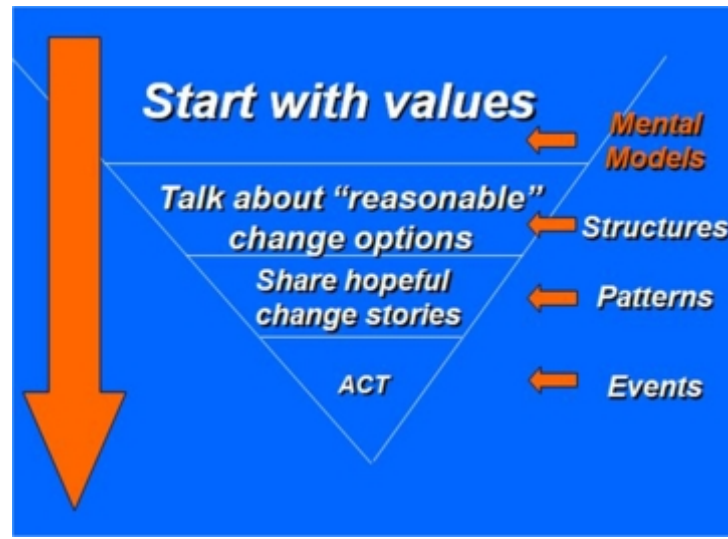 Start with values
Mental
Models
Talk about “reasonable”
change options
Structures
Share hopeful
change stories
Patterns
ACT
Events